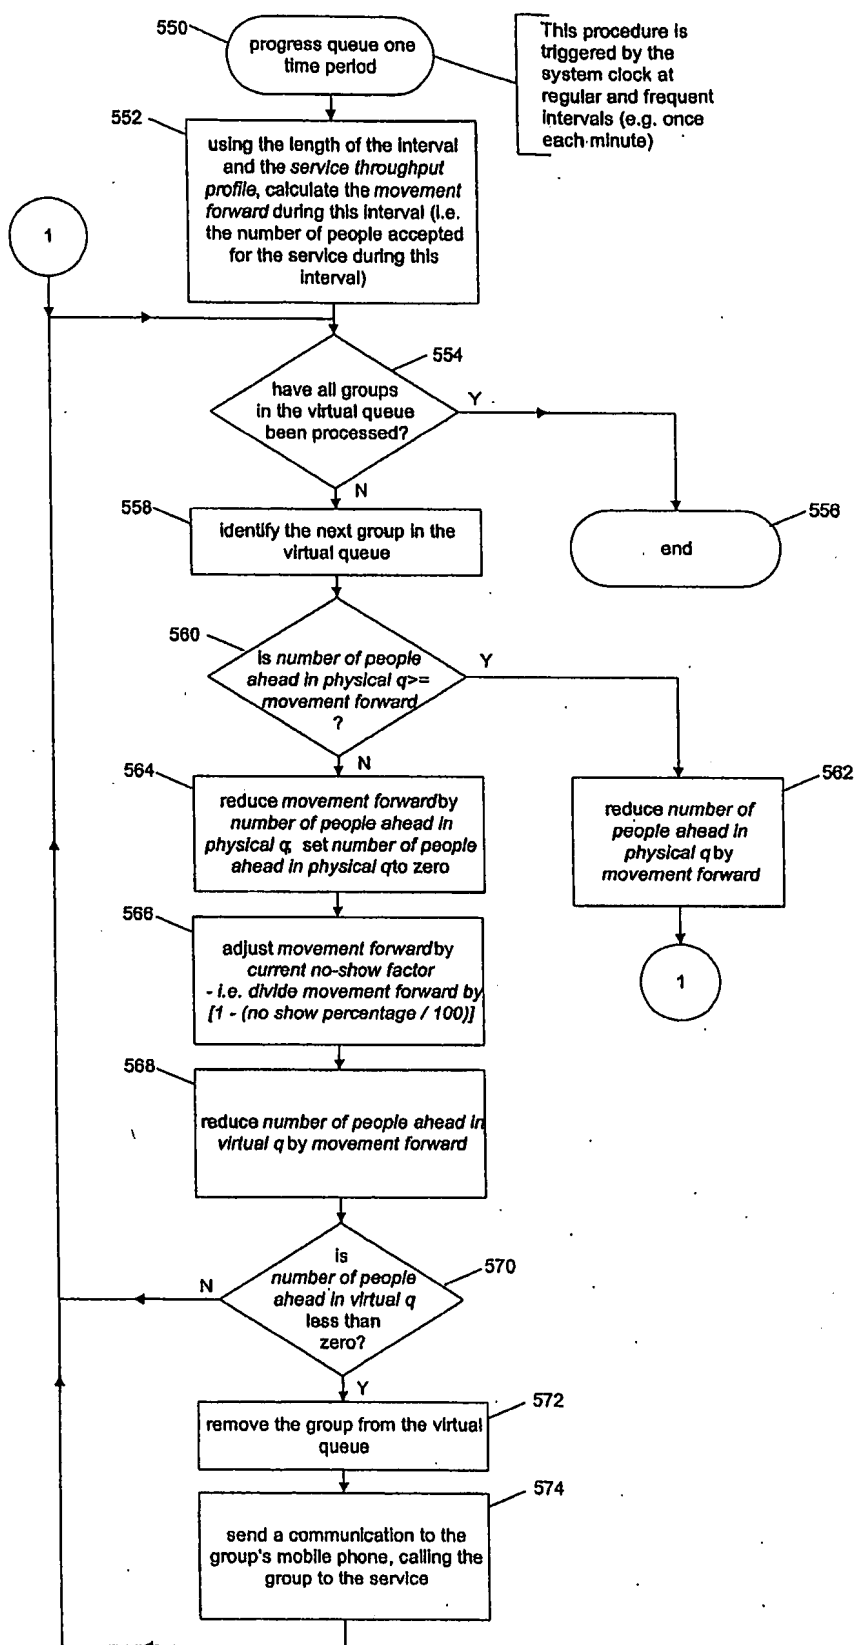 550
progress queue one
time period
This procedure is
triggered by the
system clock at
regular and frequent
intervals (e.g. once
each minute)
552
using the length of the interval
and the service throughput
profile, calculate the movement
forward during this interval (i.e.
the number of people accepted
for the service during this
interval)
1
554
have all groups
in the virtual queue
been processed?
Y
N
558
identify the next group in the
virtual queue
556
end
560
is number of people
ahead in physical q>=
movement forward
?
Y
N
564
reduce movement forward by
number of people ahead in
physical q; set number of people
ahead in physical q to zero
562
reduce number of
people ahead in
physical q by
movement forward
566
adjust movement forward by
current no-show factor
- i.e. divide movement forward by
[1 - (no show percentage / 100)]
1
568
reduce number of people ahead in
virtual q by movement forward
570
is
number of people
ahead in virtual q
less than
zero?
N
Y
572
remove the group from the virtual
queue
574
send a communication to the
group's mobile phone, calling the
group to the service